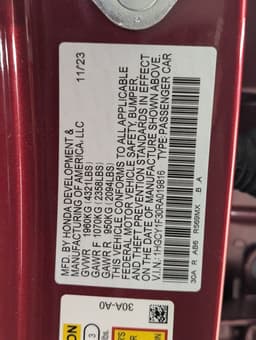 MFD. BY HONDA DEVELOPMENT &
MANUFACTURING OF AMERICA, LLC 11/23
GVWR 1960KG (4321LBS)
GAWR F 1070KG (2358LBS)
GAWR R 950KG (2094LBS)
THIS VEHICLE CONFORMS TO ALL APPLICABLE
FEDERAL MOTOR VEHICLE SAFETY, BUMPER,
AND THEFT PREVENTION STANDARDS IN EFFECT
ON THE DATE OF MANUFACTURE SHOWN ABOVE.
V.I.N.: 1HGCY1F30RA019816 TYPE:PASSENGER CAR
30A R AB6 R569MX B A
30A-A0
3